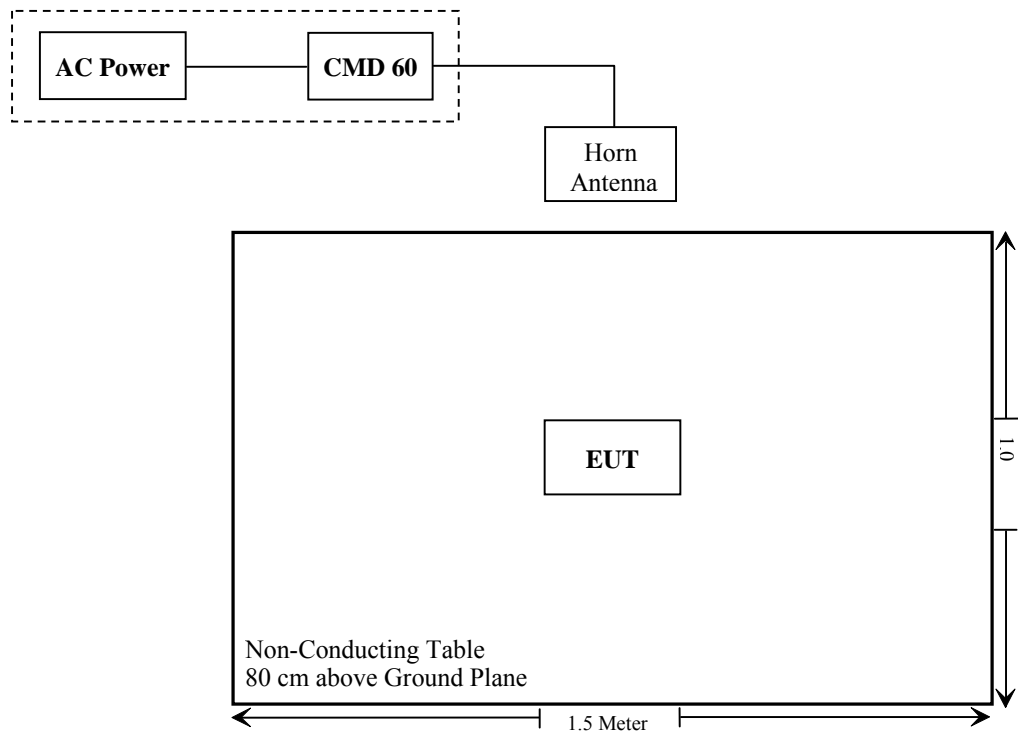 AC Power
CMD 60
Horn
Antenna
EUT
1.0
Non-Conducting Table
80 cm above Ground Plane
1.5 Meter